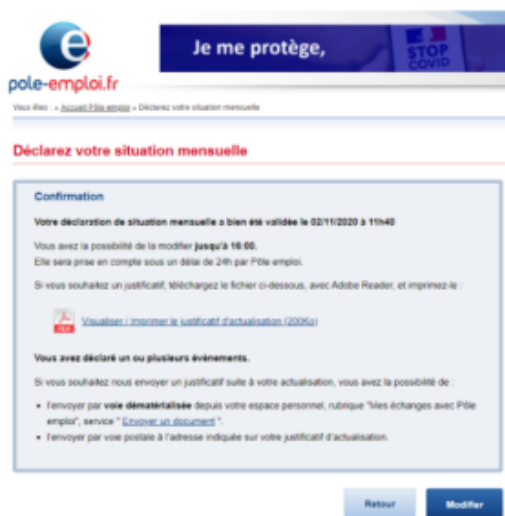 Je me protège,
STOP
COVID
e
pole-emploi.fr
Vous êtes : » Accueil Pôle emploi » Déclarez votre situation mensuelle
Déclarez votre situation mensuelle
Confirmation
Votre déclaration de situation mensuelle a bien été validée le 02/11/2020 à 11h40
Vous avez la possibilité de la modifier jusqu'à 16:00.
Elle sera prise en compte sous un délai de 24h par Pôle emploi.
Si vous souhaitez un justificatif, téléchargez le fichier ci-dessous, avec Adobe Reader, et imprimez-le :
Visualiser / Imprimer le justificatif d'actualisation (200Ko)
Vous avez déclaré un ou plusieurs évènements.
Si vous souhaitez nous envoyer un justificatif suite à votre actualisation, vous avez la possibilité de :
• l'envoyer par voie dématérialisée depuis votre espace personnel, rubrique "Mes échanges avec Pôle
emploi", service " Envoyer un document ".
• l'envoyer par voie postale à l'adresse indiquée sur votre justificatif d'actualisation.
Retour
Modifier